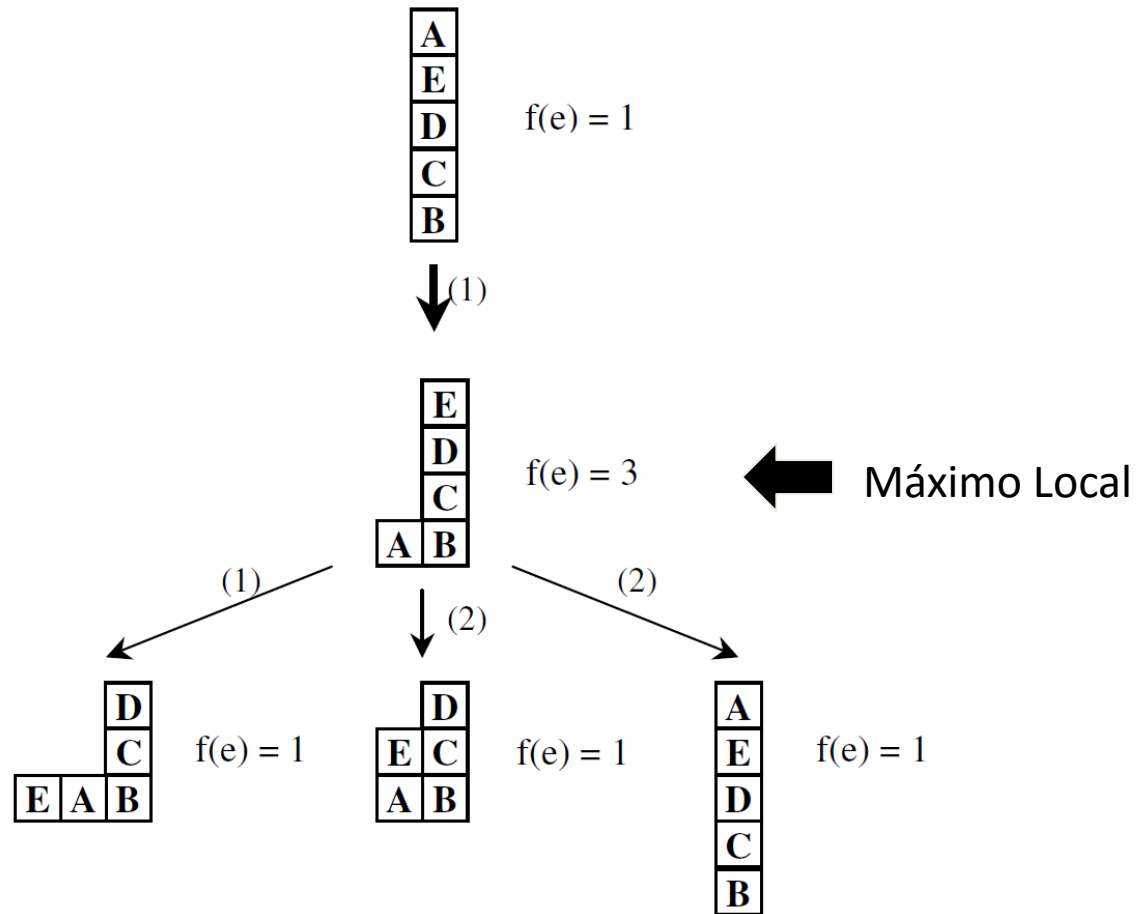 A
E
D
C
B
f(e) = 1
(1)
E
D
C
A B
f(e) = 3
Máximo Local
(1)
(2)
(2)
D
C
E A B
f(e) = 1
D
E C
A B
f(e) = 1
A
E
D
C
B
f(e) = 1